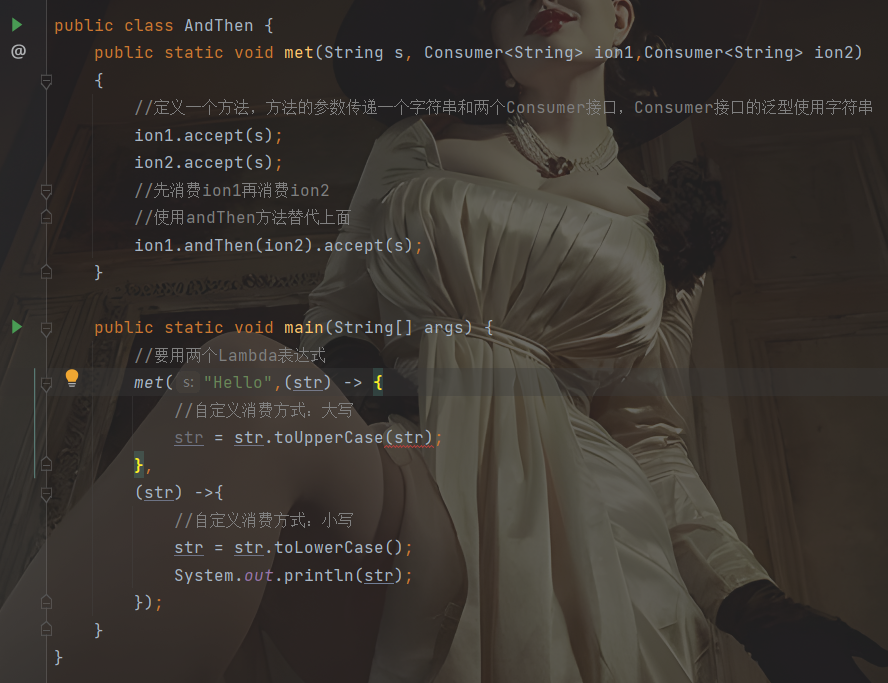 public class AndThen {
@ public static void met(String s, Consumer<String> ion1,Consumer<String> ion2)
{
//定义一个方法，方法的参数传递一个字符串和两个Consumer接口，Consumer接口的泛型使用字符串
ion1.accept(s);
ion2.accept(s);
//先消费ion1再消费ion2
//使用andThen方法替代上面
ion1.andThen(ion2).accept(s);
}
public static void main(String[] args) {
//要用两个Lambda表达式
met( s: "Hello",(str) -> {
//自定义消费方式：大写
str = str.toUpperCase(str);
},
(str) ->{
//自定义消费方式：小写
str = str.toLowerCase();
System.out.println(str);
});
}
}